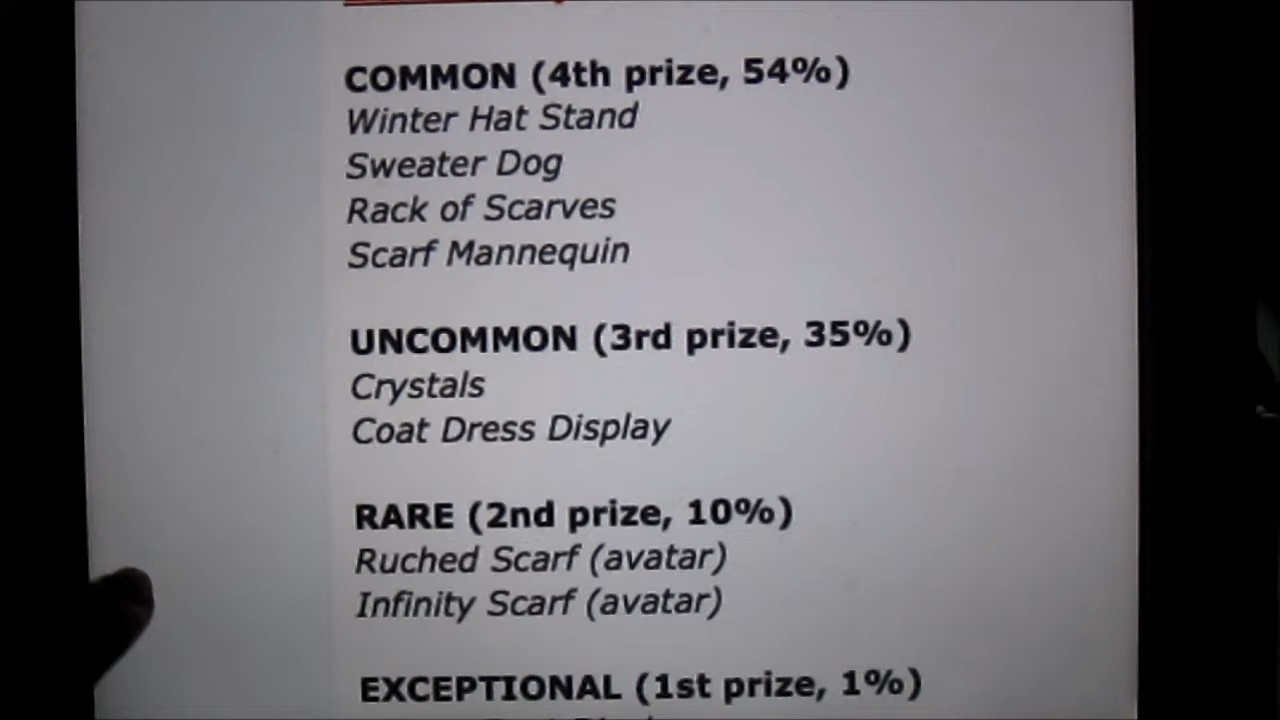 COMMON (4th prize, 54%)
Winter Hat Stand
Sweater Dog
Rack of Scarves
Scarf Mannequin
UNCOMMON (3rd prize, 35%)
Crystals
Coat Dress Display
RARE (2nd prize, 10%)
Ruched Scarf (avatar)
Infinity Scarf (avatar)
EXCEPTIONAL (1st prize, 1%)